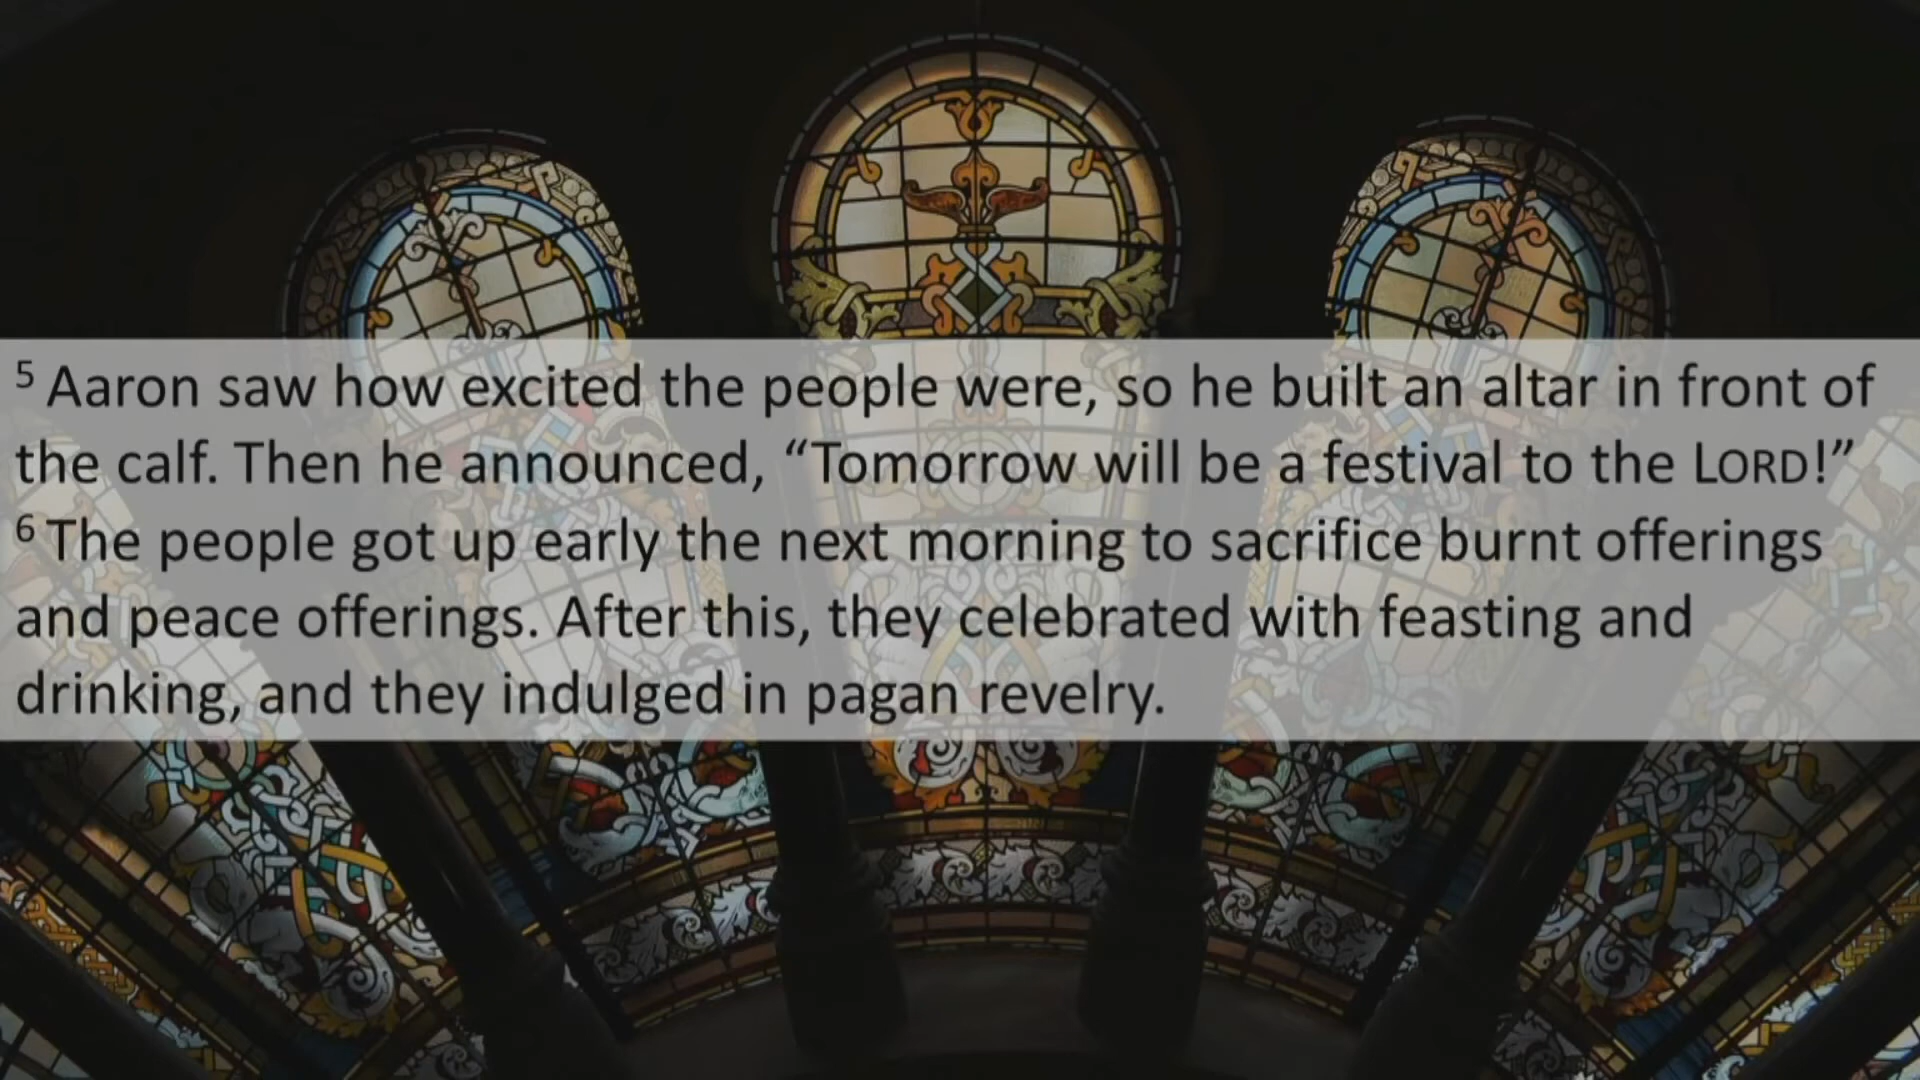 5 Aaron saw how excited the people were, so he built an altar in front of
the calf. Then he announced, “Tomorrow will be a festival to the LORD!”
6 The people got up early the next morning to sacrifice burnt offerings
and peace offerings. After this, they celebrated with feasting and
drinking, and they indulged in pagan revelry.